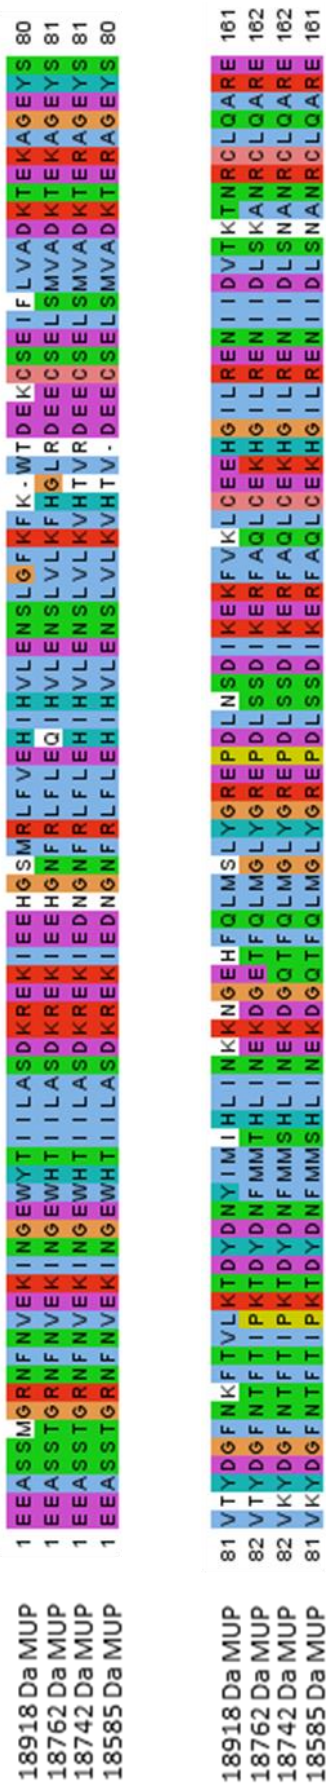 18918 Da MUP 1 EEASSMGRNFNVEKINGEWYTIILASDKREKIEEHGSMRLFVEHIHVLENSLGFKFK-WTDEKCSEIFLVADKTEKAGEYS 80
18762 Da MUP 1 EEASSTGRNFNVEKINGEWHTIILASDKREKIEEHGNFRLFLEQIHVLENSLVLKFHGLRDEECSELSMVADKTEKAGEYS 81
18742 Da MUP 1 EEASSTGRNFNVEKINGEWHTIILASDKREKIEDNGNFRLFLEHIHVLENSLVLKVHTVRDEECSELSMVADKTERAGEYS 81
18585 Da MUP 1 EEASSTGRNFNVEKINGEWHTIILASDKREKIEDNGNFRLFLEHIHVLENSLVLKVHTV-DEECSELSMVADKTERAGEYS 80
18918 Da MUP 81 VTYDGFNKFTVLKTDYDNYIMIHLINKKNGEHFQLMSLYGREPDLNSDIKEKFVKLCEEHGILRENIIDVTKTNRCLQARE 161
18762 Da MUP 82 VTYDGFNTFTIPKTDYDNFMMTHLINEKDGETFQLMGLYGREPDLSSDIKERFAQLCEKHGILRENIIDLSKANRCLQARE 162
18742 Da MUP 82 VKYDGFNTFTIPKTDYDNFMMSHLINEKDGQTFQLMGLYGREPDLSSDIKERFAQLCEKHGILRENIIDLSNANRCLQARE 162
18585 Da MUP 81 VKYDGFNTFTIPKTDYDNFMMSHLINEKDGQTFQLMGLYGREPDLSSDIKERFAQLCEKHGILRENIIDLSNANRCLQARE 161